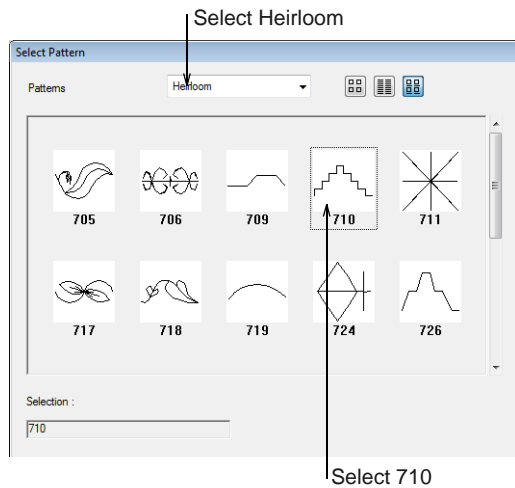 Select Heirloom
Select Pattern
Patterns
Heirloom
705 706 709 710 711
717 718 719 724 726
Selection :
710
Select 710